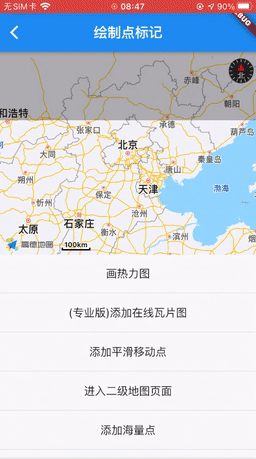 无SIM卡
08:47
90%
BUG
绘制点标记
赤峰
北
朝阳
和浩特
张家口
承德
葫芦岛
大同
北京
秦皇岛
唐山
朔州
天津
渤海
保定
忻州
沧州
石家庄
太原
衡水
滨州
烟
高德地图
100km
画热力图
(专业版)添加在线瓦片图
添加平滑移动点
进入二级地图页面
添加海量点